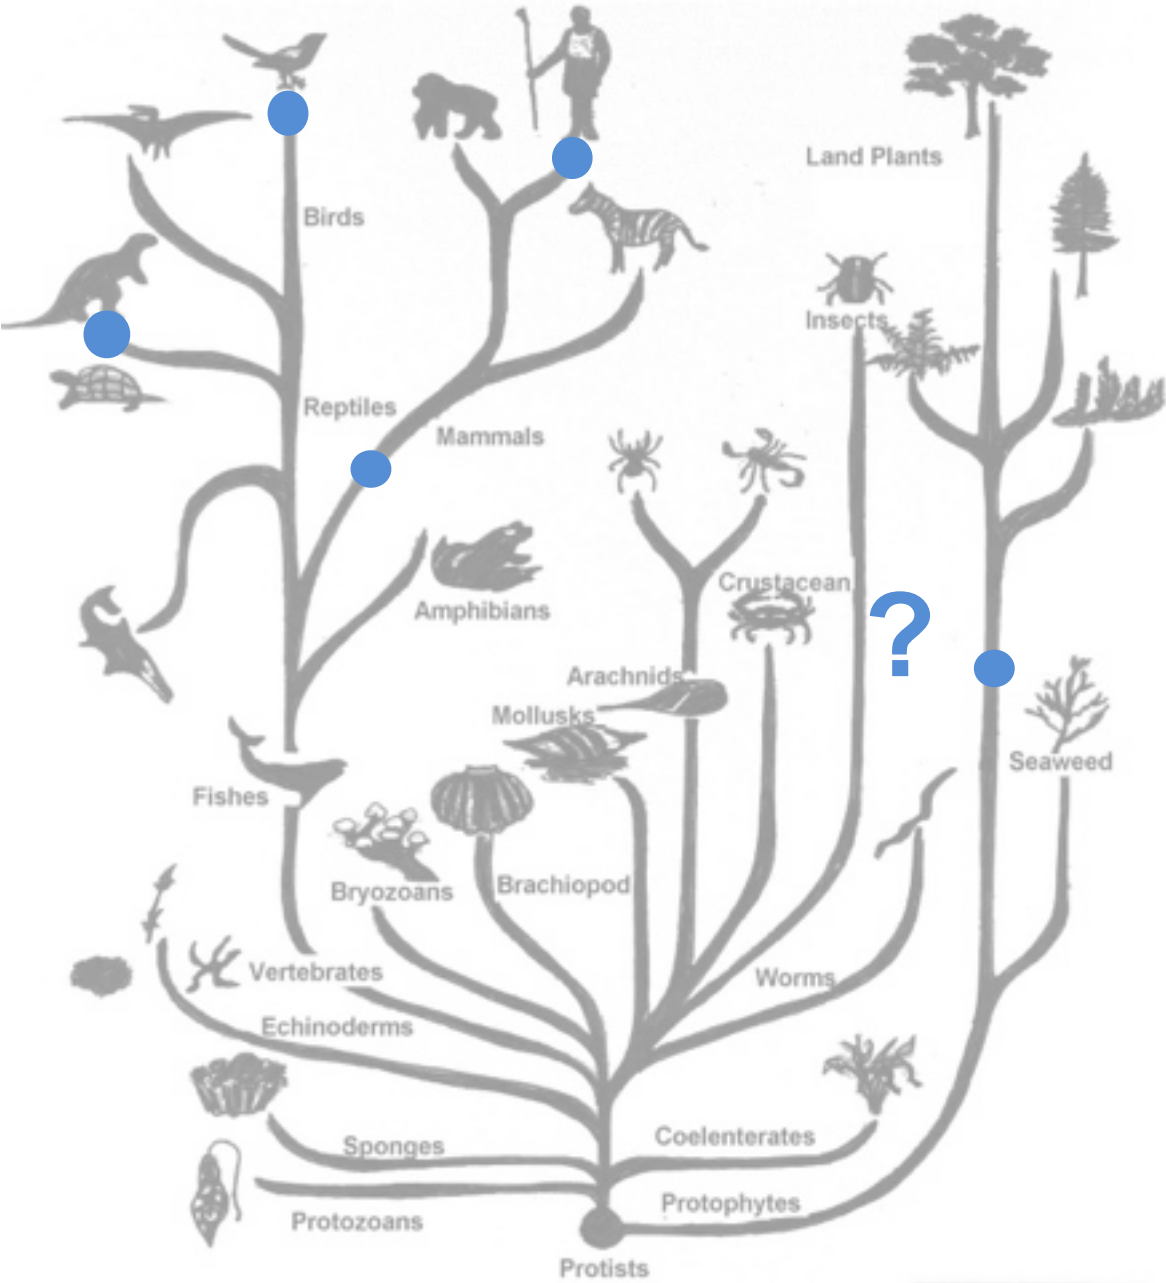 Land Plants
Birds
Insects
Reptiles
Mammals
Crustacean
Amphibians
?
Arachnids
Mollusks
Seaweed
Fishes
Brachiopod
Bryozoans
Vertebrates
Worms
Echinoderms
Coelenterates
Sponges
Protophytes
Protozoans
Protists